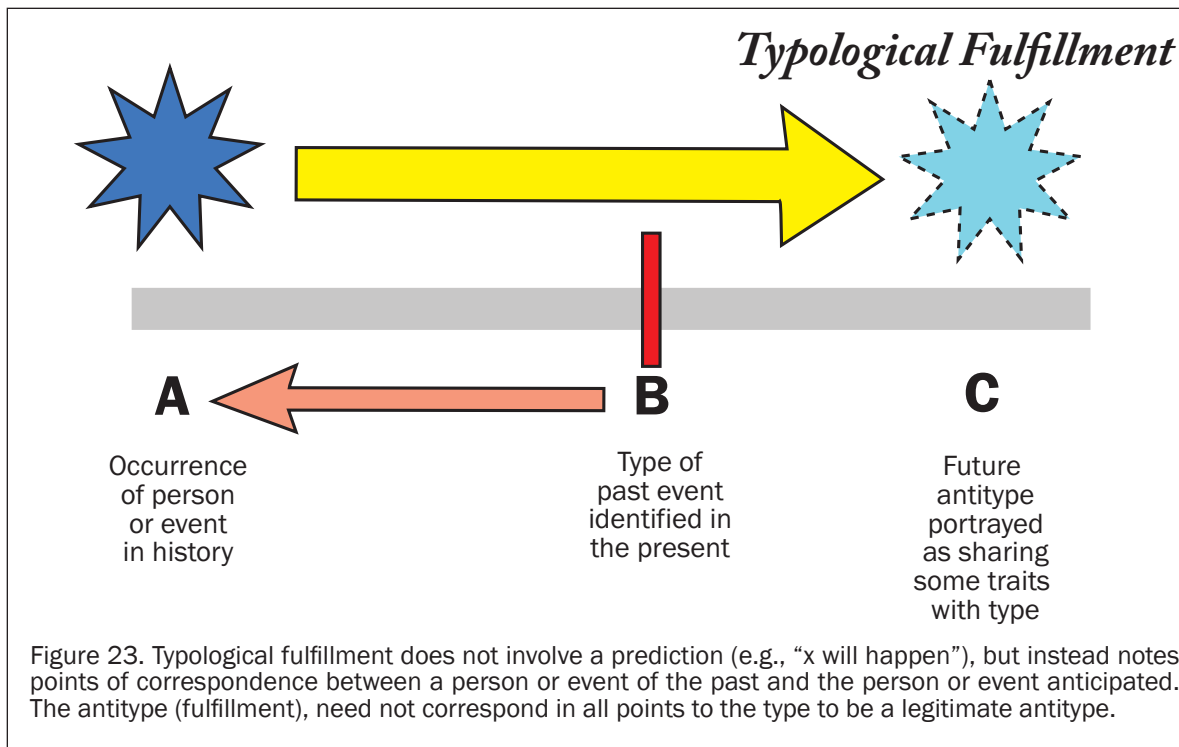 Typological Fulfillment
A
B
C
Occurrence
of person
or event
in history
Type of
past event
identified in
the present
Future
antitype
portrayed
as sharing
some traits
with type
Figure 23. Typological fulfillment does not involve a prediction (e.g., “x will happen”), but instead notes
points of correspondence between a person or event of the past and the person or event anticipated.
The antitype (fulfillment), need not correspond in all points to the type to be a legitimate antitype.